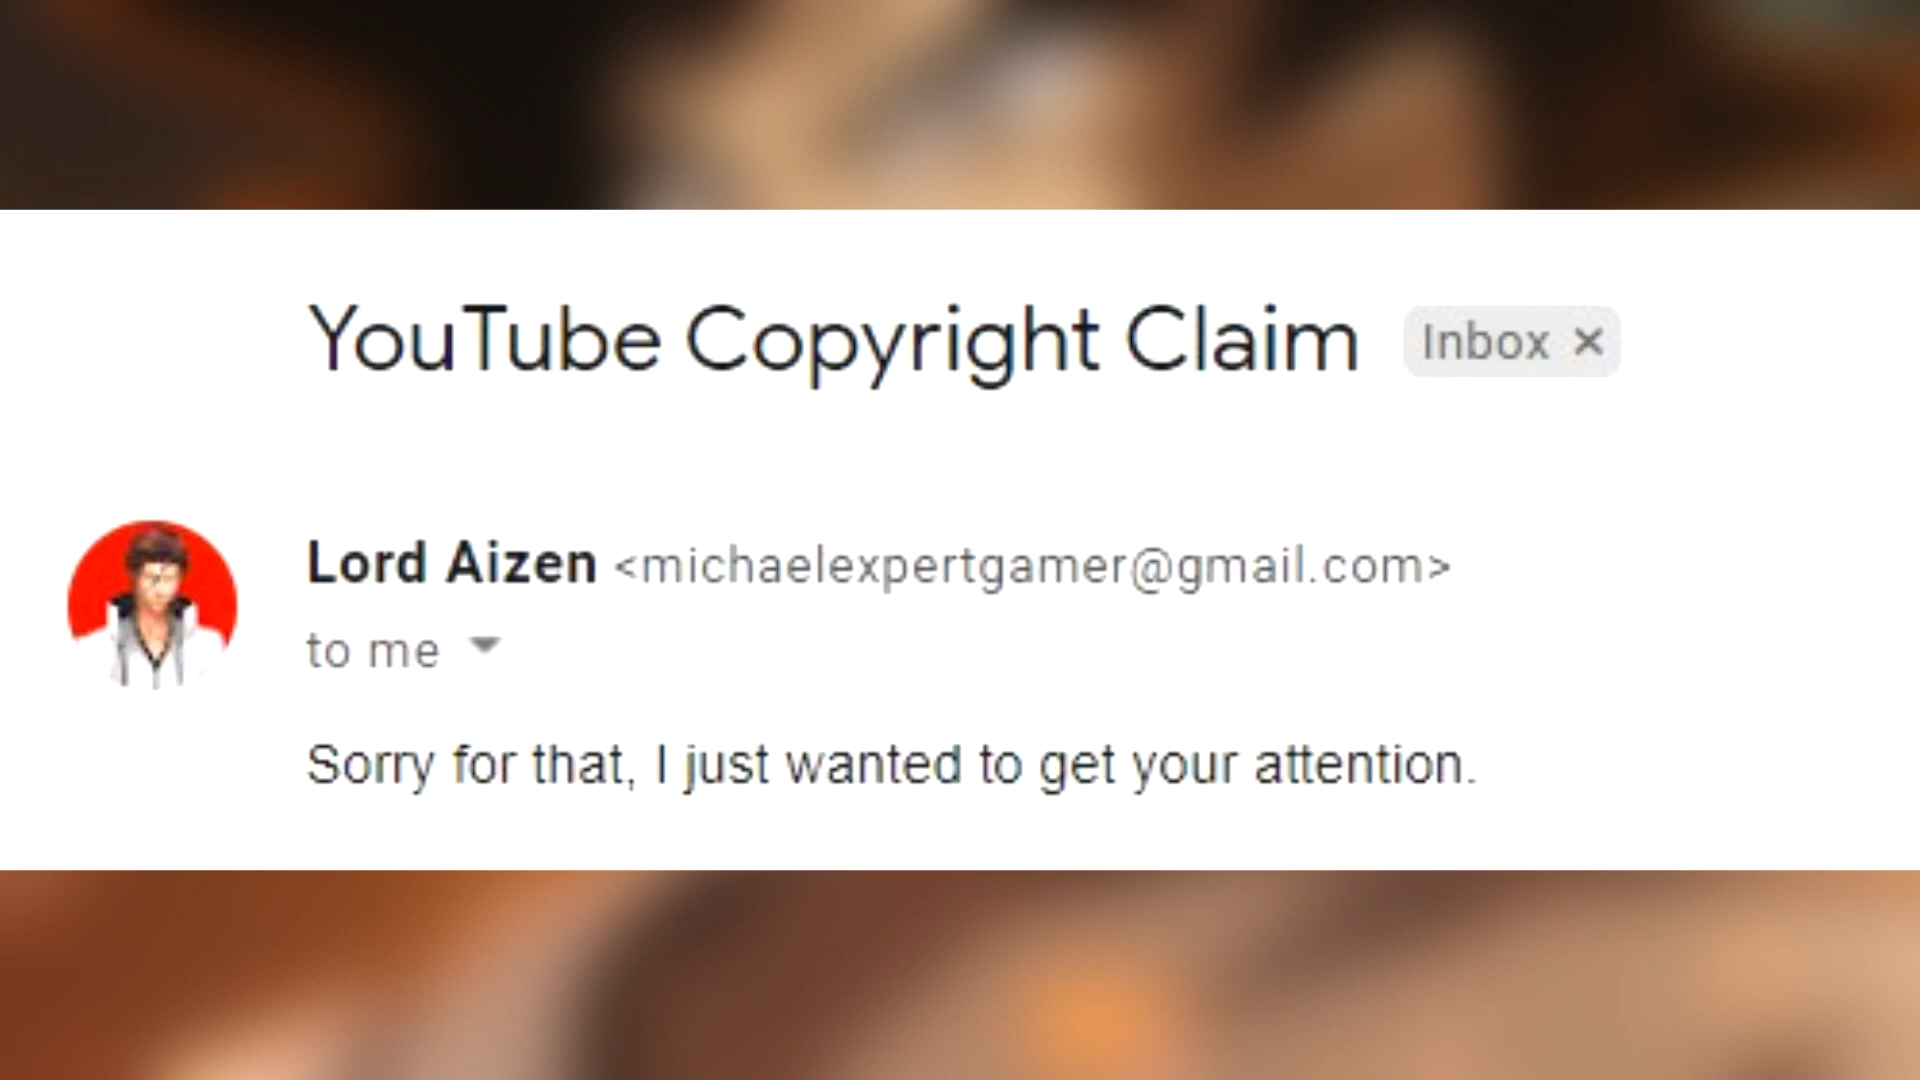 YouTube Copyright Claim Inbox ×
Lord Aizen <michaelexpertgamer@gmail.com>
to me
Sorry for that, I just wanted to get your attention.